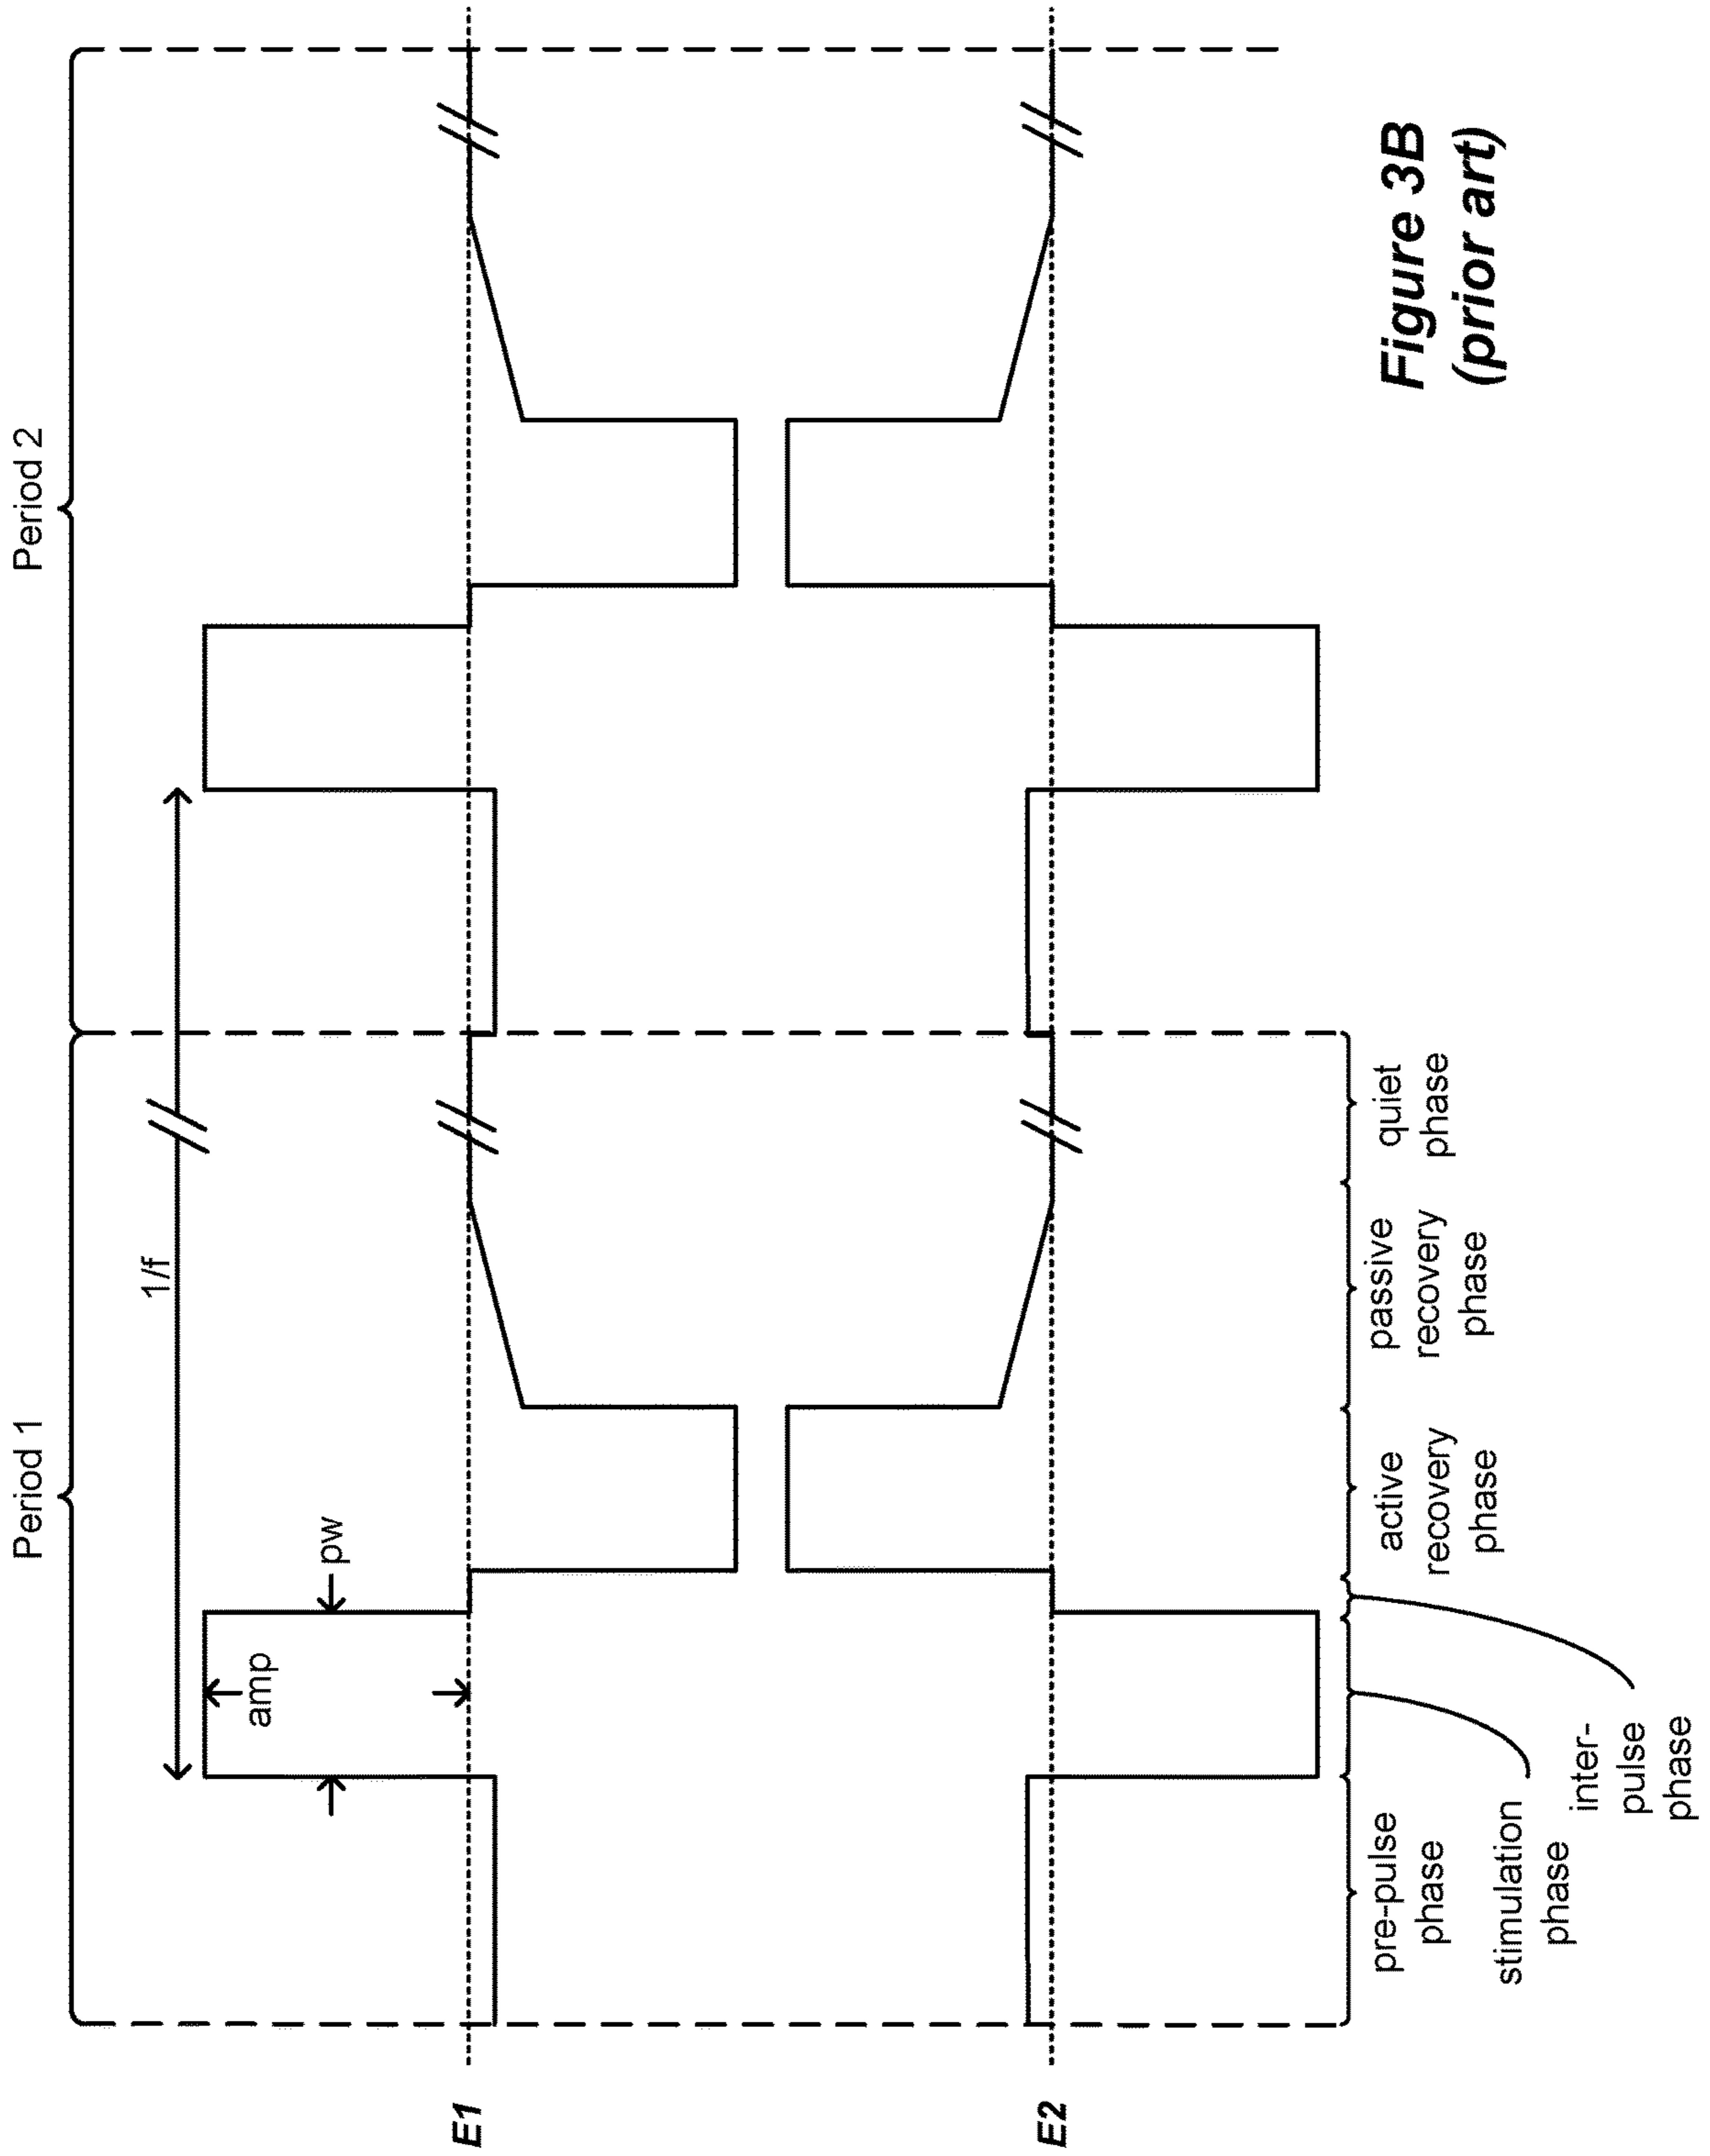 Period 1
Period 2
1/f
amp
pw
E1
E2
pre-pulse
phase
stimulation
phase
inter-
pulse
phase
active
recovery
phase
passive
recovery
phase
quiet
phase
Figure 3B
(prior art)